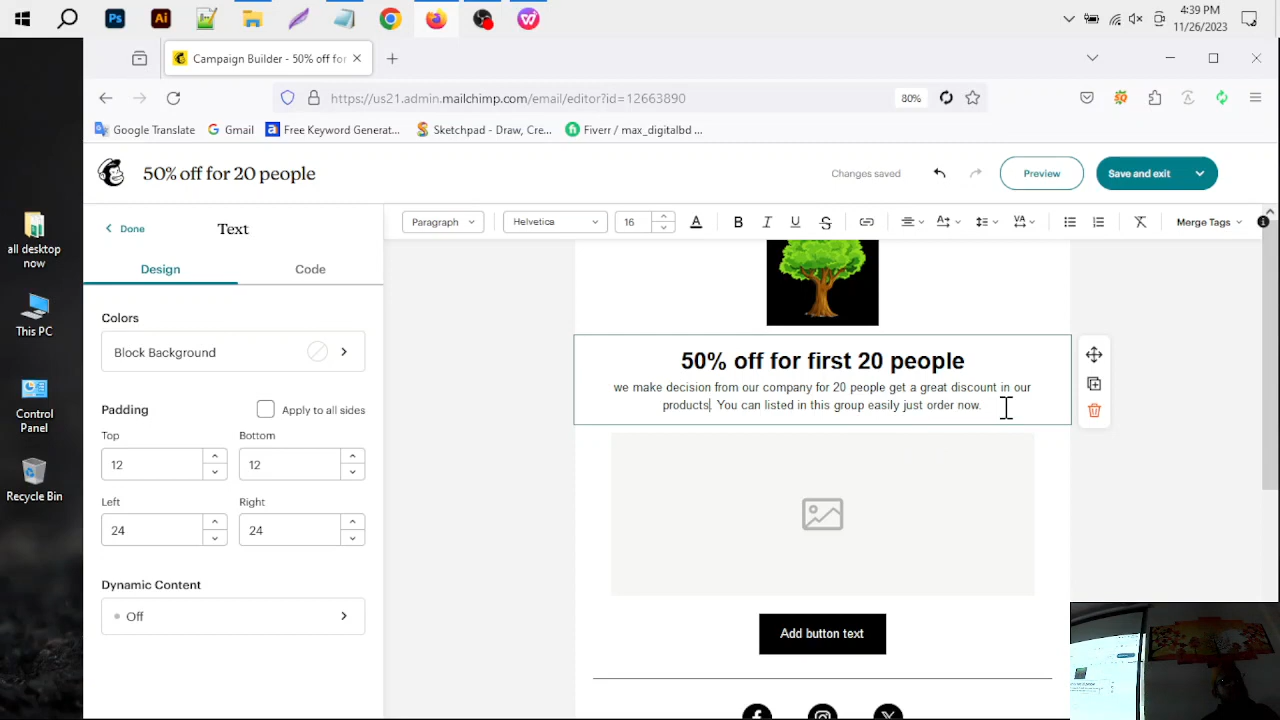 4:39 PM
11/26/2023
Campaign Builder - 50% off for
https://us21.admin.mailchimp.com/email/editor?id=12663890
80%
Google Translate
Gmail
Free Keyword Generat...
Sketchpad - Draw, Cre...
Fiverr / max_digitalbd ...
50% off for 20 people
Changes saved
Preview
Save and exit
Done
Text
Paragraph
Helvetica
16
A
B
I
U
S
Merge Tags
Design
Code
Colors
Block Background
Padding
Apply to all sides
Top
Bottom
12
12
Left
Right
24
24
Dynamic Content
Off
50% off for first 20 people
we make decision from our company for 20 people get a great discount in our
products. You can listed in this group easily just order now.
Add button text
all desktop
now
This PC
Control
Panel
Recycle Bin
Ps
Ai